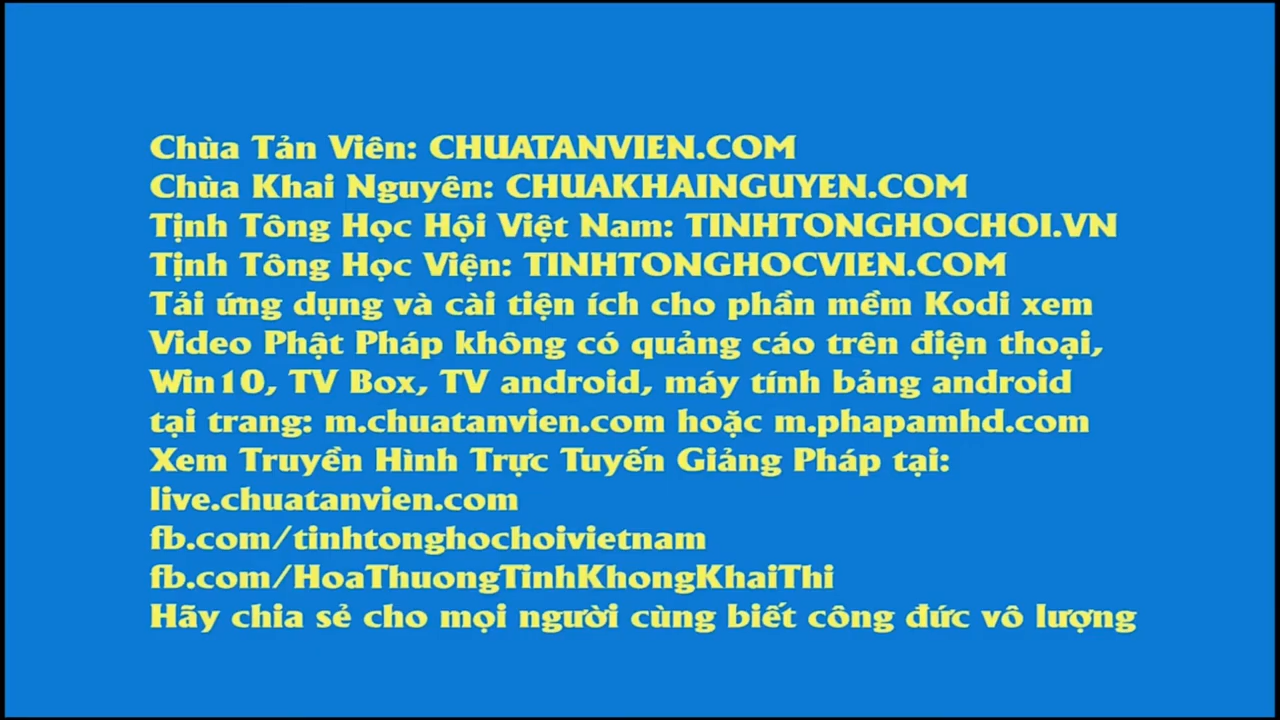 Chùa Tản Viên: CHUATANVIEN.COM
Chùa Khai Nguyên: CHUAKHAINGUYEN.COM
Tịnh Tông Học Hội Việt Nam: TINHTONGHOCHOI.VN
Tịnh Tông Học Viện: TINHTONGHOCVIEN.COM
Tải ứng dụng và cài tiện ích cho phần mềm Kodi xem
Video Phật Pháp không có quảng cáo trên điện thoại,
Win10, TV Box, TV android, máy tính bảng android
tại trang: m.chuatanvien.com hoặc m.phapamhd.com
Xem Truyền Hình Trực Tuyến Giảng Pháp tại:
live.chuatanvien.com
fb.com/tinhtonghochoivietnam
fb.com/HoaThuongTinhKhongKhaiThi
Hãy chia sẻ cho mọi người cùng biết công đức vô lượng